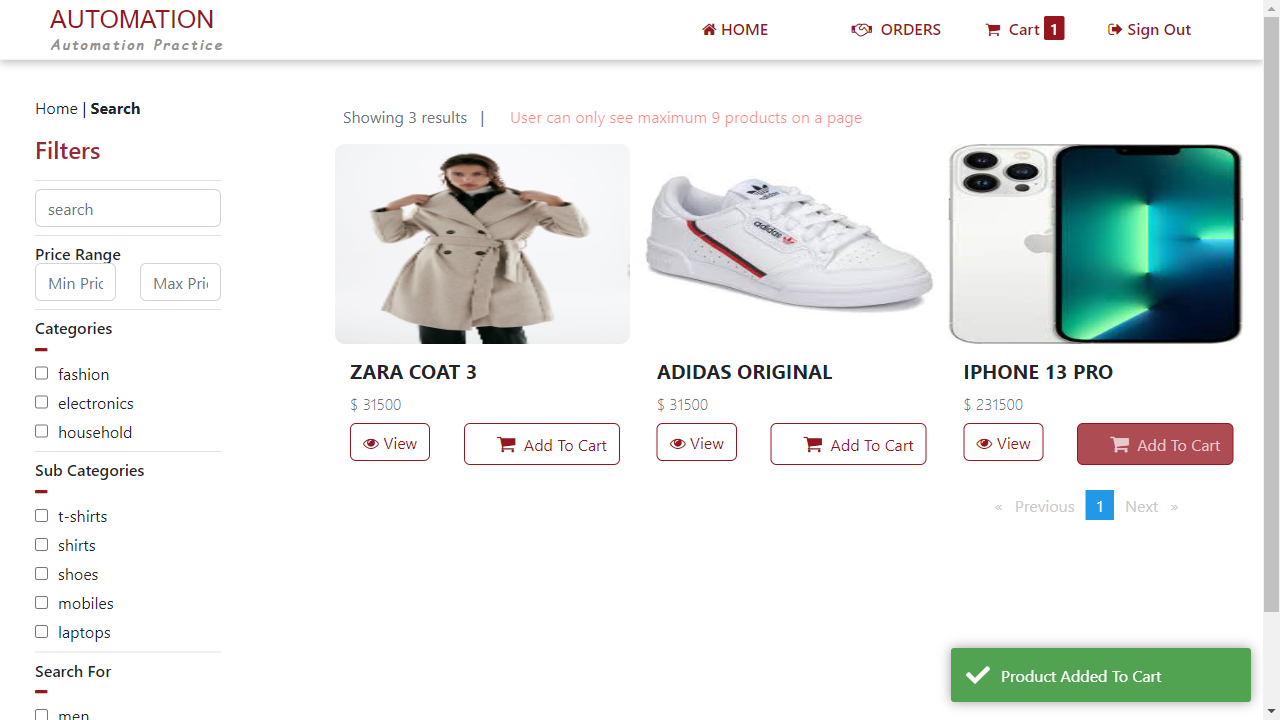 AUTOMATION
Automation Practice
HOME
ORDERS
Cart 1
Sign Out
Home | Search
Filters
search
Price Range
Min Pric
Max Pric
Categories
fashion
electronics
household
Sub Categories
t-shirts
shirts
shoes
mobiles
laptops
Search For
men
Showing 3 results |
User can only see maximum 9 products on a page
adidas
adidas
ZARA COAT 3
ADIDAS ORIGINAL
IPHONE 13 PRO
$ 31500
$ 31500
$ 231500
View
Add To Cart
View
Add To Cart
View
Add To Cart
« Previous 1 Next »
Product Added To Cart